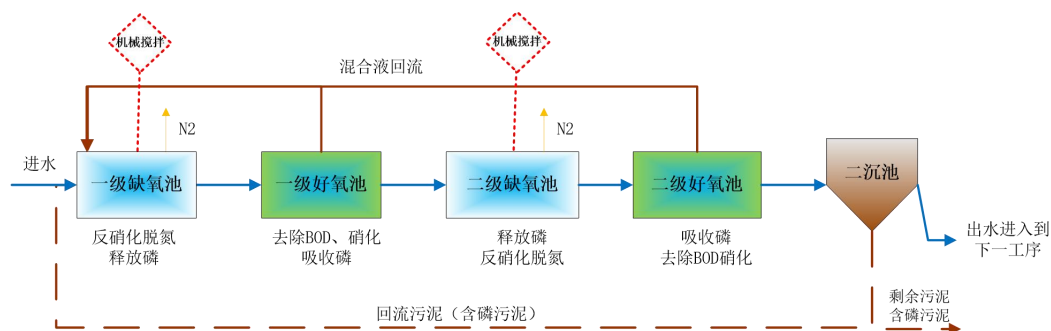 机械搅拌
机械搅拌
混合液回流
N2
N2
进水
一级缺氧池
一级好氧池
二级缺氧池
二级好氧池
二沉池
反硝化脱氮
释放磷
去除BOD、硝化
吸收磷
释放磷
反硝化脱氮
吸收磷
去除BOD硝化
出水进入到
下一工序
回流污泥（含磷污泥）
剩余污泥
含磷污泥